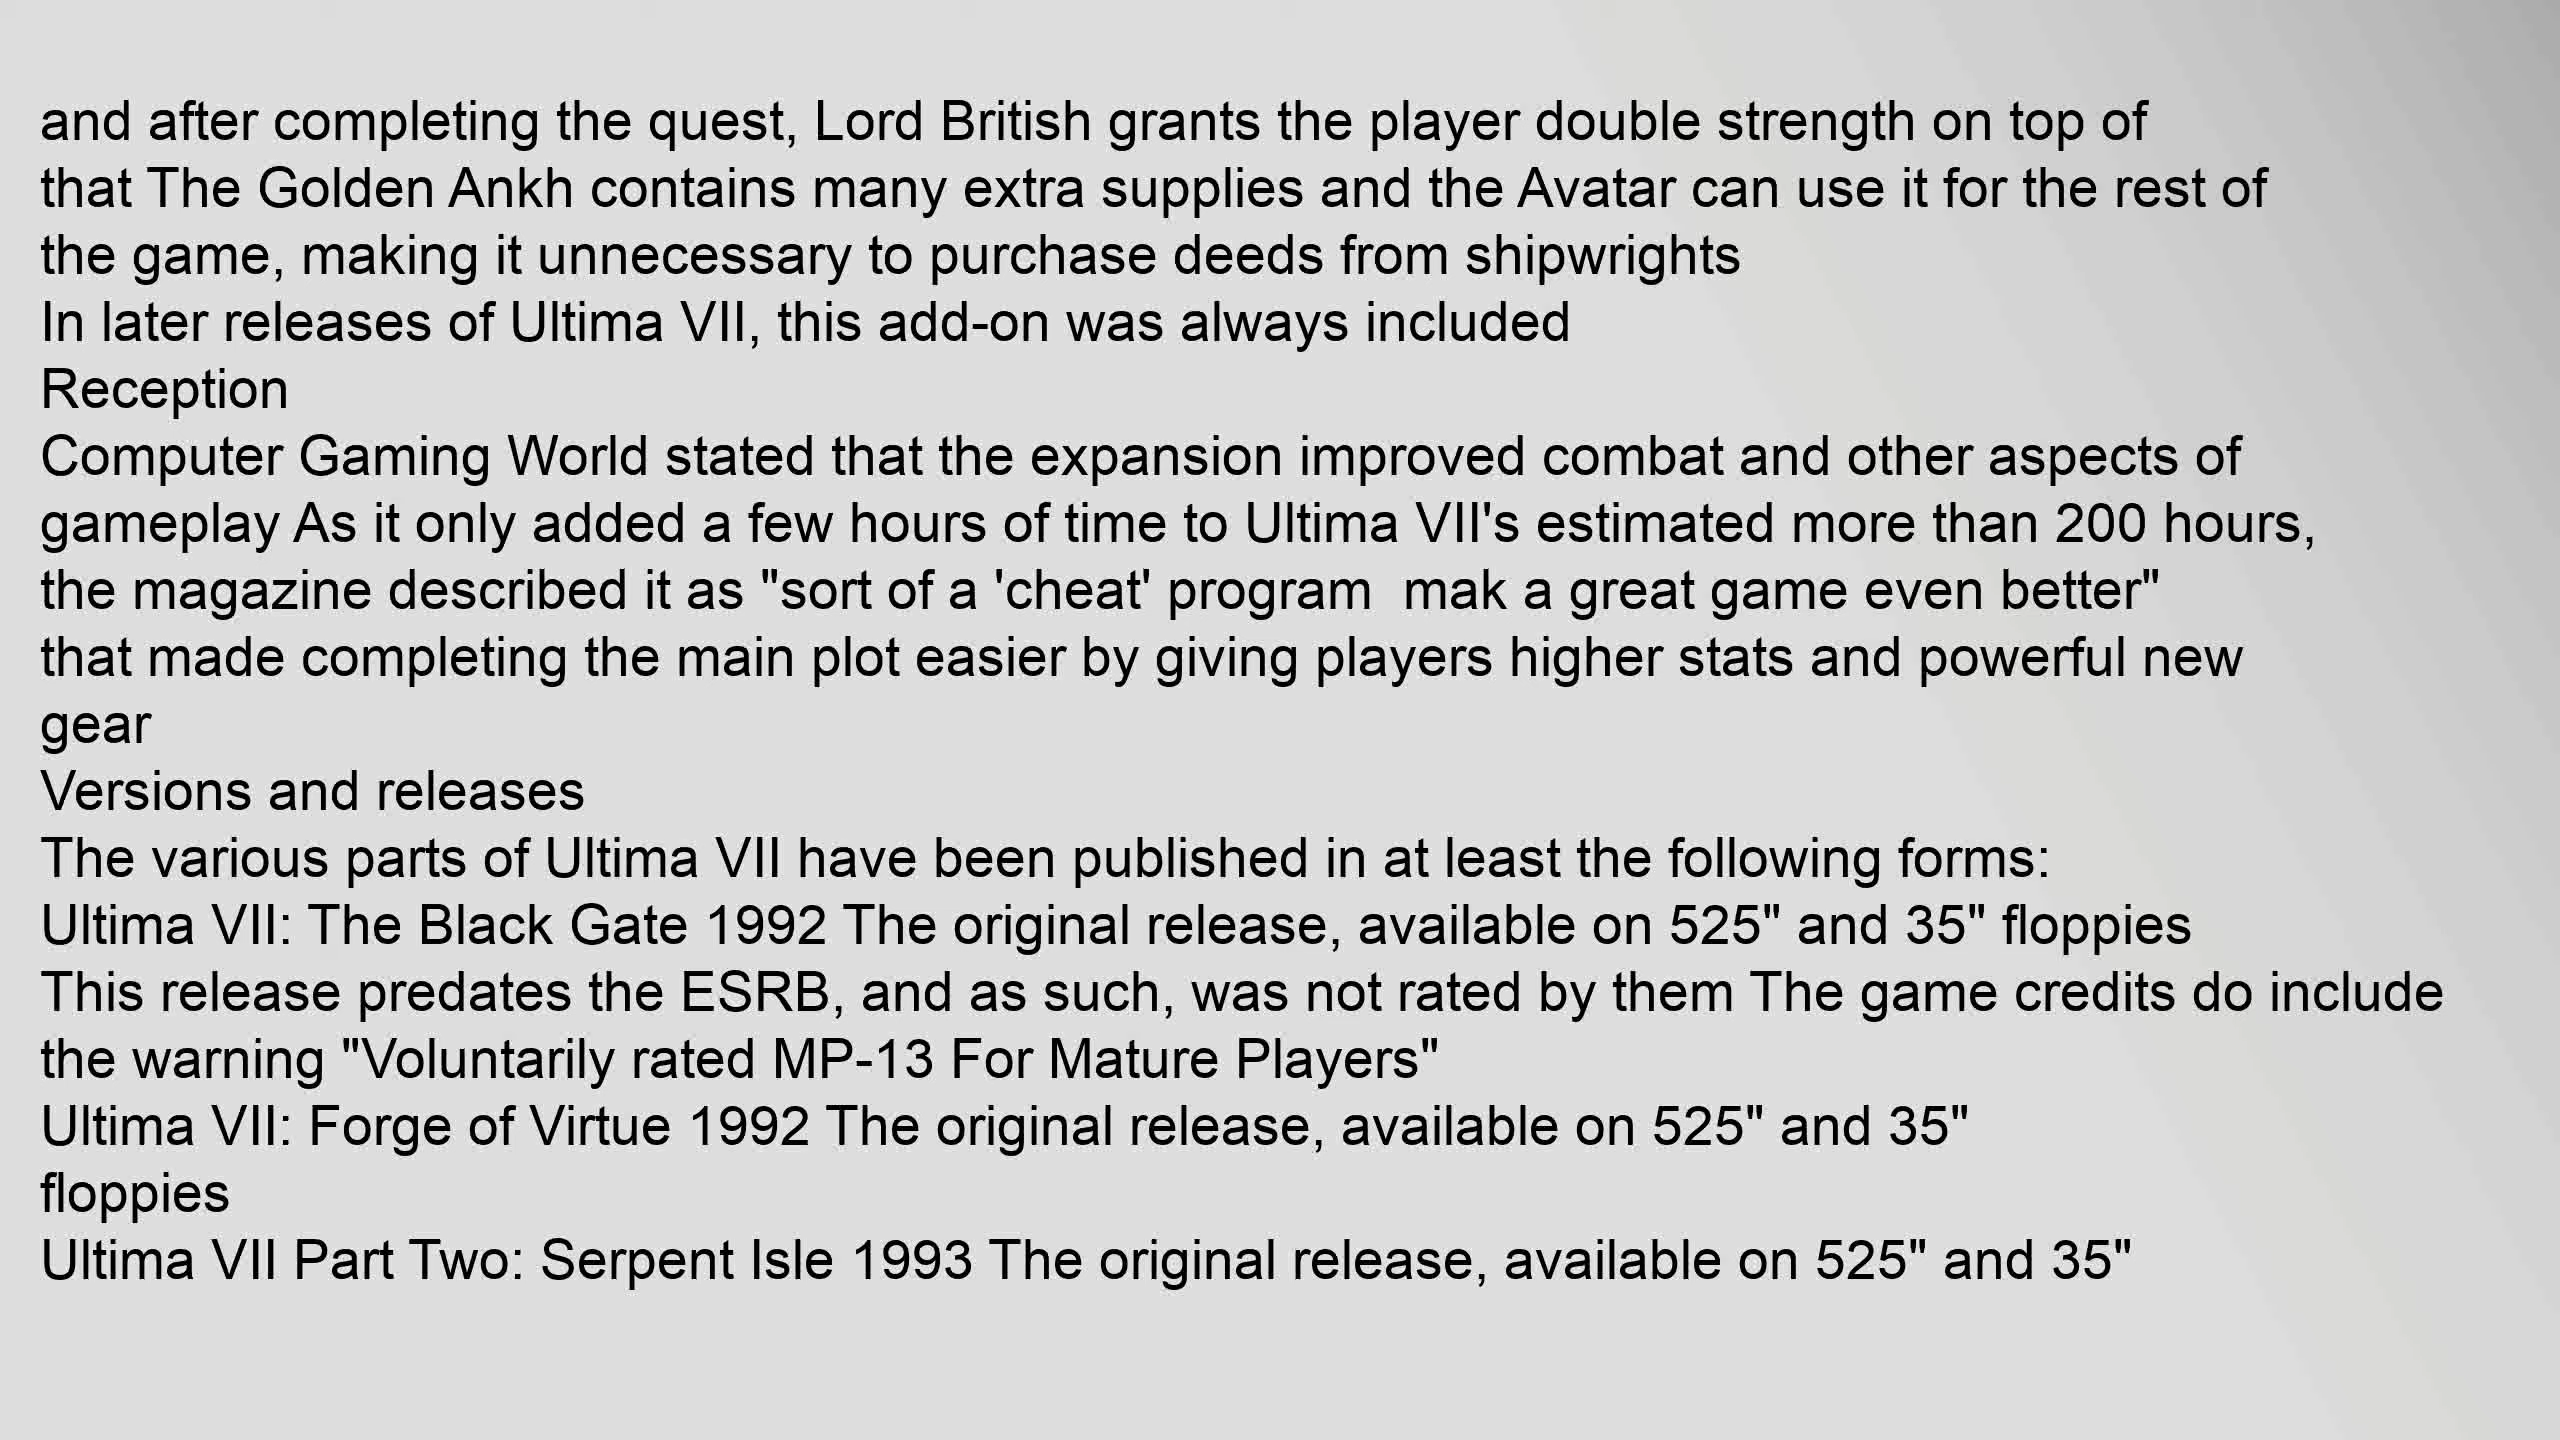 and after completing the quest, Lord British grants the player double strength on top of
that The Golden Ankh contains many extra supplies and the Avatar can use it for the rest of
the game, making it unnecessary to purchase deeds from shipwrights
In later releases of Ultima VII, this add-on was always included
Reception
Computer Gaming World stated that the expansion improved combat and other aspects of
gameplay As it only added a few hours of time to Ultima VII's estimated more than 200 hours,
the magazine described it as "sort of a 'cheat' program  mak a great game even better"
that made completing the main plot easier by giving players higher stats and powerful new
gear
Versions and releases
The various parts of Ultima VII have been published in at least the following forms:
Ultima VII: The Black Gate 1992 The original release, available on 525" and 35" floppies
This release predates the ESRB, and as such, was not rated by them The game credits do include
the warning "Voluntarily rated MP-13 For Mature Players"
Ultima VII: Forge of Virtue 1992 The original release, available on 525" and 35"
floppies
Ultima VII Part Two: Serpent Isle 1993 The original release, available on 525" and 35"